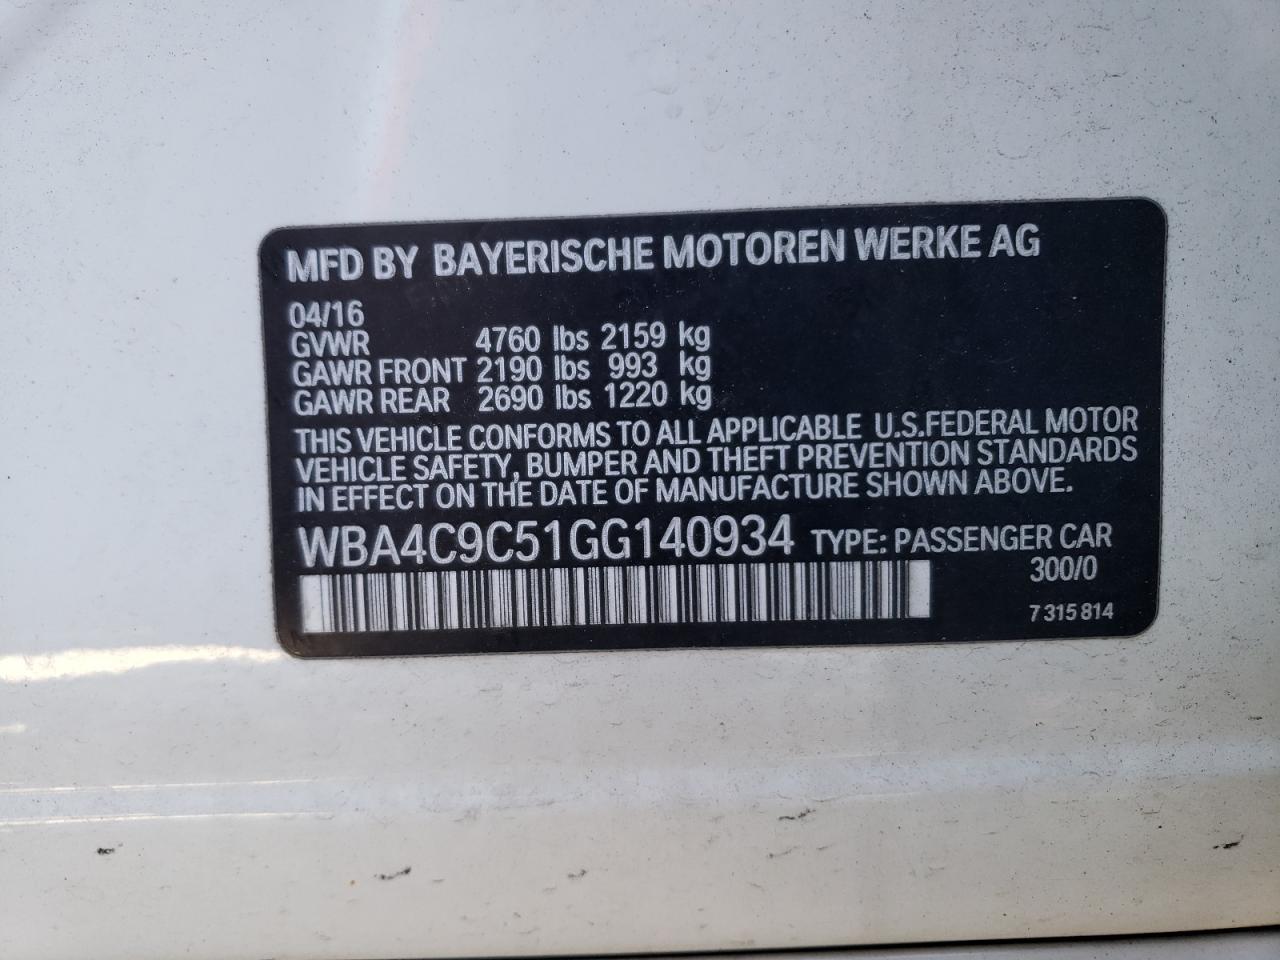 MFD BY BAYERISCHE MOTOREN WERKE AG
04/16
GVWR 4760 lbs 2159 kg
GAWR FRONT 2190 lbs 993 kg
GAWR REAR 2690 lbs 1220 kg
THIS VEHICLE CONFORMS TO ALL APPLICABLE U.S.FEDERAL MOTOR
VEHICLE SAFETY, BUMPER AND THEFT PREVENTION STANDARDS
IN EFFECT ON THE DATE OF MANUFACTURE SHOWN ABOVE.
WBA4C9C51GG140934 TYPE: PASSENGER CAR
300/0
7 315 814